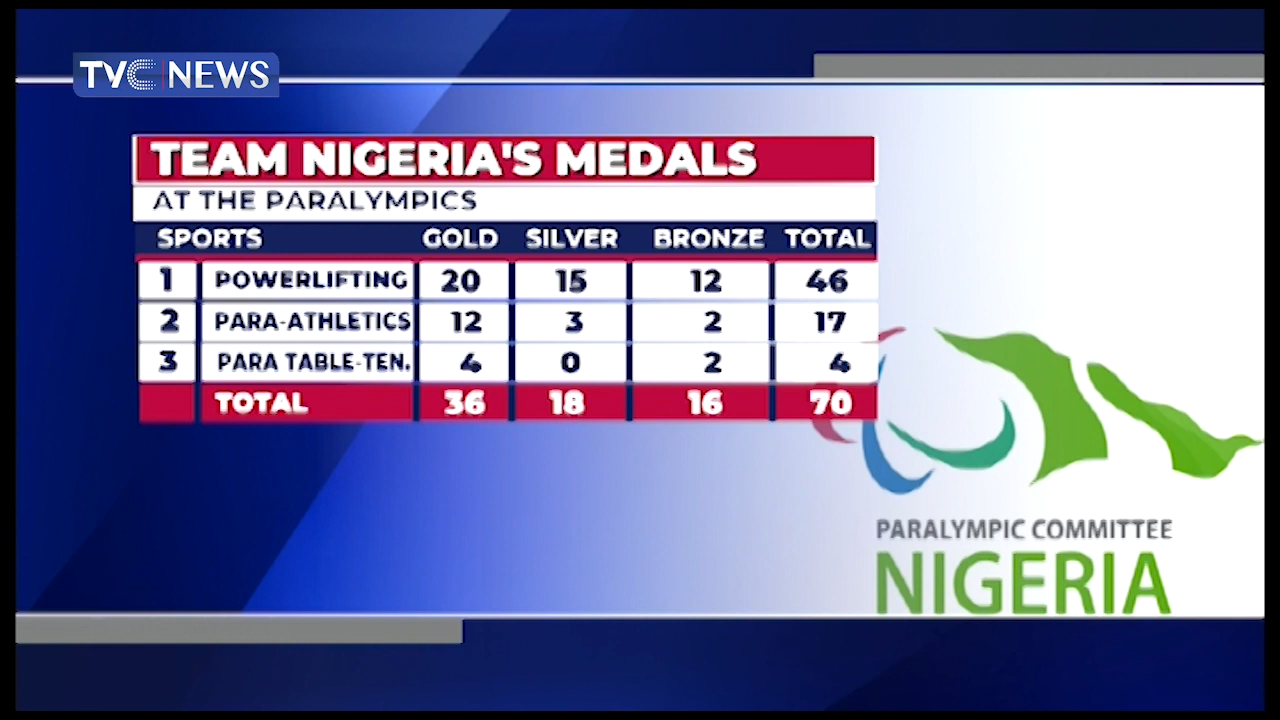 TVC NEWS
TEAM NIGERIA'S MEDALS
AT THE PARALYMPICS
SPORTS GOLD SILVER BRONZE TOTAL
1 POWERLIFTING 20 15 12 46
2 PARA-ATHLETICS 12 3 2 17
3 PARA TABLE-TEN. 4 0 2 4
TOTAL 36 18 16 70
PARALYMPIC COMMITTEE
NIGERIA